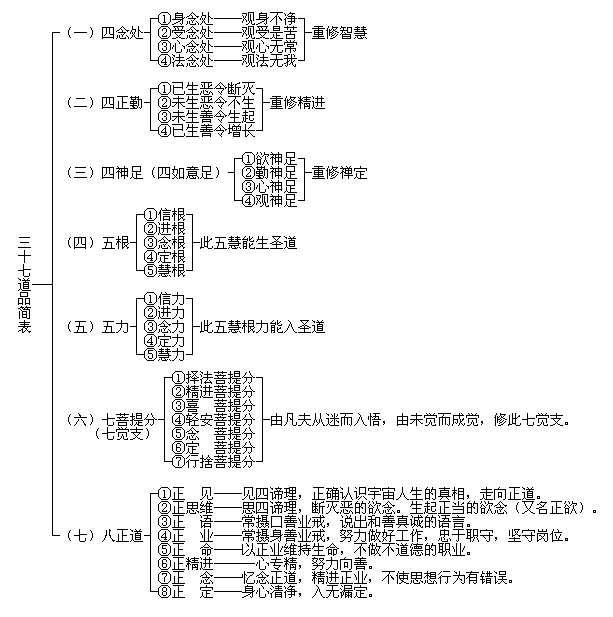 三十七道品简表
（一）四念处
①身念处——观身不净
②受念处——观受是苦
③心念处——观心无常
④法念处——观法无我
重修智慧
（二）四正勤
①已生恶令断灭
②未生恶令不生
③未生善令生起
④已生善令增长
重修精进
（三）四神足（四如意足）
①欲神足
②勤神足
③心神足
④观神足
重修禅定
（四）五根
①信根
②进根
③念根
④定根
⑤慧根
此五慧能生圣道
（五）五力
①信力
②进力
③念力
④定力
⑤慧力
此五慧根力能入圣道
（六）七菩提分
（七觉支）
①择法菩提分
②精进菩提分
③喜　菩提分
④轻安菩提分
⑤念　菩提分
⑥定　菩提分
⑦行捨菩提分
由凡夫从迷而入悟，由未觉而成觉，修此七觉支。
（七）八正道
①正　见——见四谛理，正确认识宇宙人生的真相，走向正道。
②正思维——思四谛理，断灭恶的欲念。生起正当的欲念（又名正欲）。
③正　语——常摄口善业戒，说出和善真诚的语言。
④正　业——常摄身善业戒，努力做好工作，忠于职守，坚守岗位。
⑤正　命——以正业维持生命，不做不道德的职业。
⑥正精进——一心专精，努力向善。
⑦正　念——忆念正道，精进正业，不使思想行为有错误。
⑧正　定——身心清净，入无漏定。